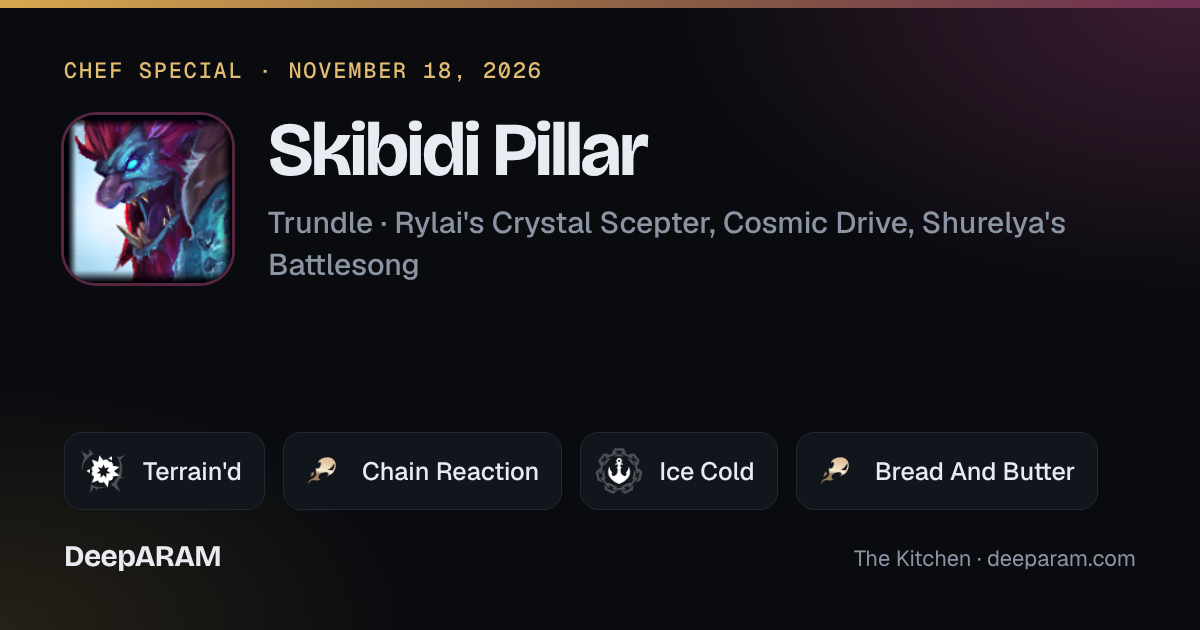 CHEF SPECIAL · NOVEMBER 18, 2026
Skibidi Pillar
Trundle · Rylai's Crystal Scepter, Cosmic Drive, Shurelya's
Battlesong
Terrain'd
Chain Reaction
Ice Cold
Bread And Butter
DeepARAM
The Kitchen · deeparam.com